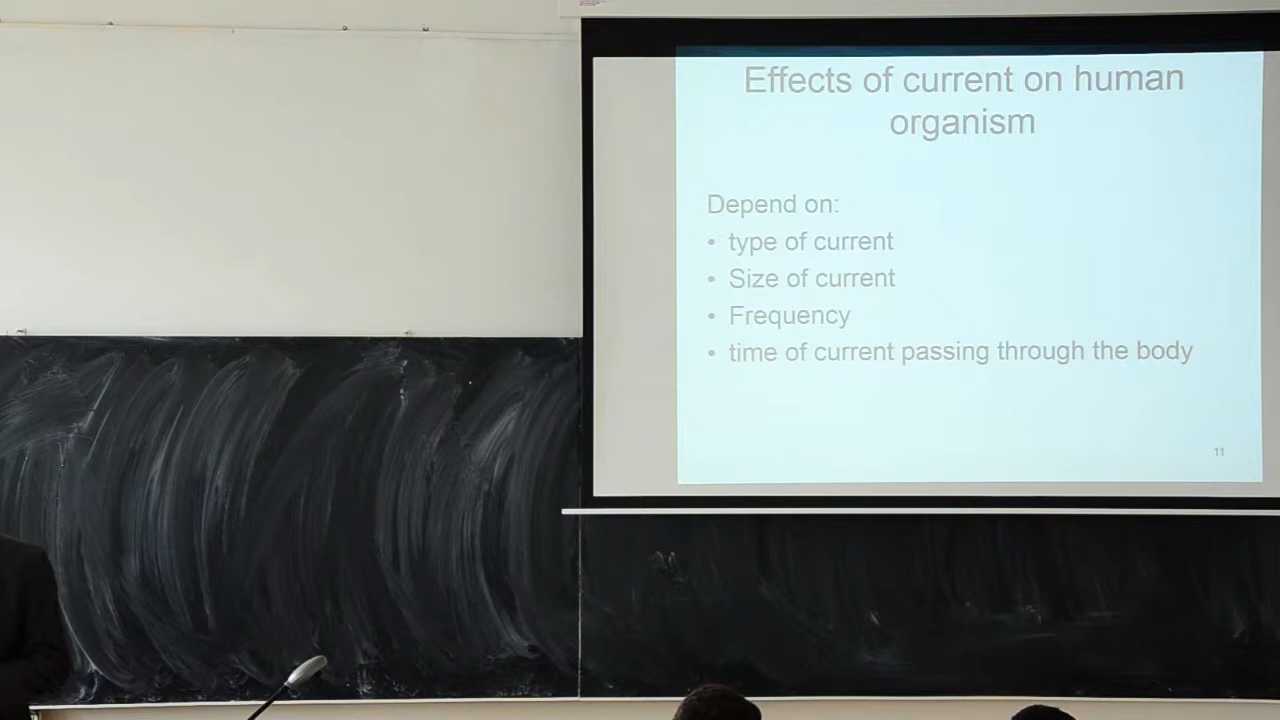 Effects of current on human
organism
Depend on:
• type of current
• Size of current
• Frequency
• time of current passing through the body
11